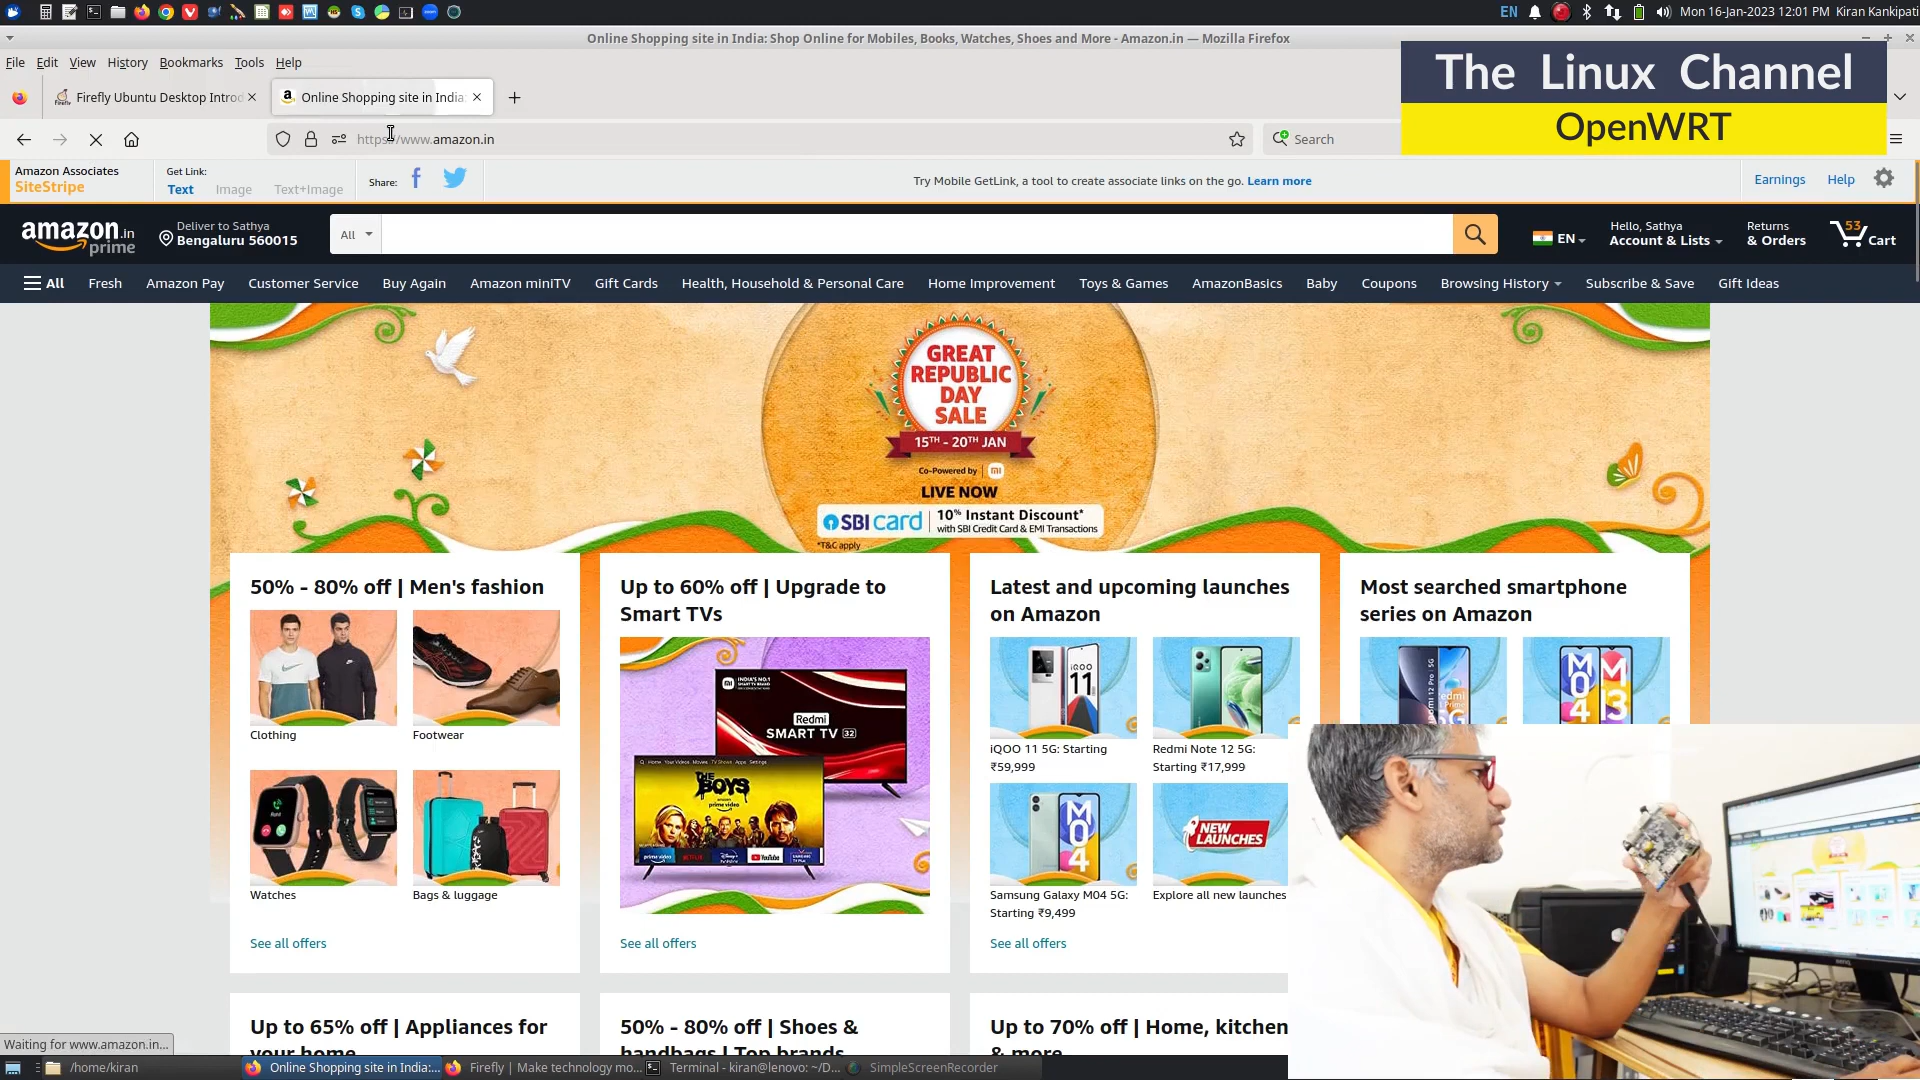 EN
Mon 16-Jan-2023 12:01 PM Kiran Kankipati
Online Shopping site in India: Shop Online for Mobiles, Books, Watches, Shoes and More - Amazon.in — Mozilla Firefox
File Edit View History Bookmarks Tools Help
The Linux Channel
OpenWRT
Firefly Ubuntu Desktop Introd
Online Shopping site in India:
https://www.amazon.in
Search
Amazon Associates
SiteStripe
Get Link:
Text Image Text+Image
Share:
Try Mobile GetLink, a tool to create associate links on the go. Learn more
Earnings Help
amazon.in
prime
Deliver to Sathya
Bengaluru 560015
All
EN
Hello, Sathya
Account & Lists
Returns
& Orders
53
Cart
All Fresh Amazon Pay Customer Service Buy Again Amazon miniTV Gift Cards Health, Household & Personal Care Home Improvement Toys & Games AmazonBasics Baby Coupons Browsing History Subscribe & Save Gift Ideas
GREAT
REPUBLIC
DAY
SALE
15TH - 20TH JAN
Co-Powered by mi
LIVE NOW
SBI card
10% Instant Discount*
with SBI Credit Card & EMI Transactions
*T&C apply
50% - 80% off | Men's fashion
Clothing
Footwear
Watches
Bags & luggage
See all offers
Up to 60% off | Upgrade to
Smart TVs
mi INDIA'S NO.1
SMART TV BRAND
Redmi
SMART TV 32
THE
BOYS
prime video
YouTube
See all offers
Latest and upcoming launches
on Amazon
iQOO
11
iQOO 11 5G: Starting
₹59,999
Redmi Note 12 5G:
Starting ₹17,999
M
04
Samsung Galaxy M04 5G:
Starting ₹9,499
NEW
LAUNCHES
Explore all new launches
See all offers
Most searched smartphone
series on Amazon
M
04
M
13
Up to 65% off | Appliances for
your home
50% - 80% off | Shoes &
handbags | Top brands
Up to 70% off | Home, kitchen
& more
Waiting for www.amazon.in...
/home/kiran
Online Shopping site in India:...
Firefly | Make technology mo...
Terminal - kiran@lenovo: ~/D...
SimpleScreenRecorder